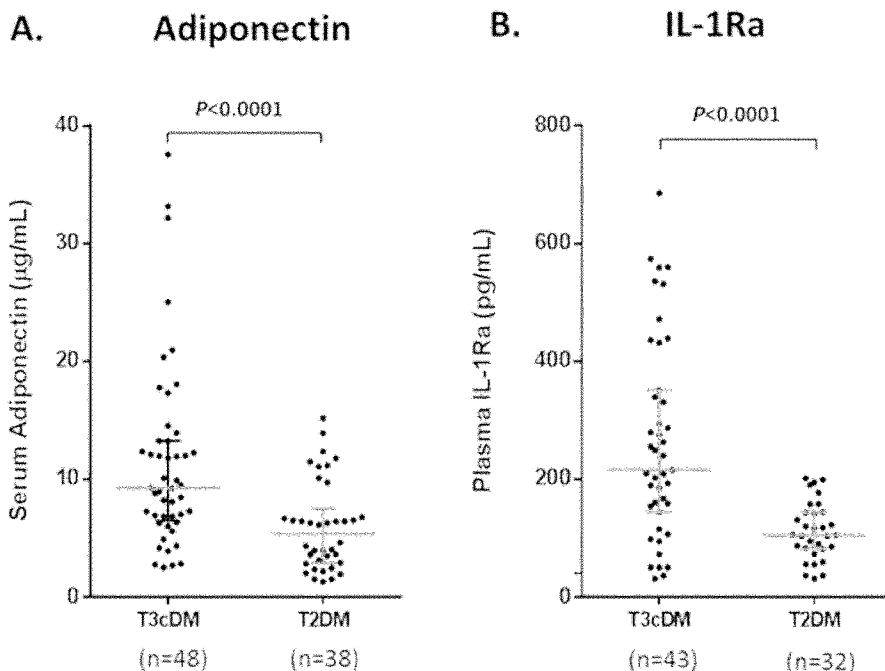 A. Adiponectin
P<0.0001
Serum Adiponectin (µg/mL)
40
30
20
10
0
T3cDM T2DM
(n=48) (n=38)
B. IL-1Ra
P<0.0001
Plasma IL-1Ra (pg/mL)
800
600
400
200
0
T3cDM T2DM
(n=43) (n=32)